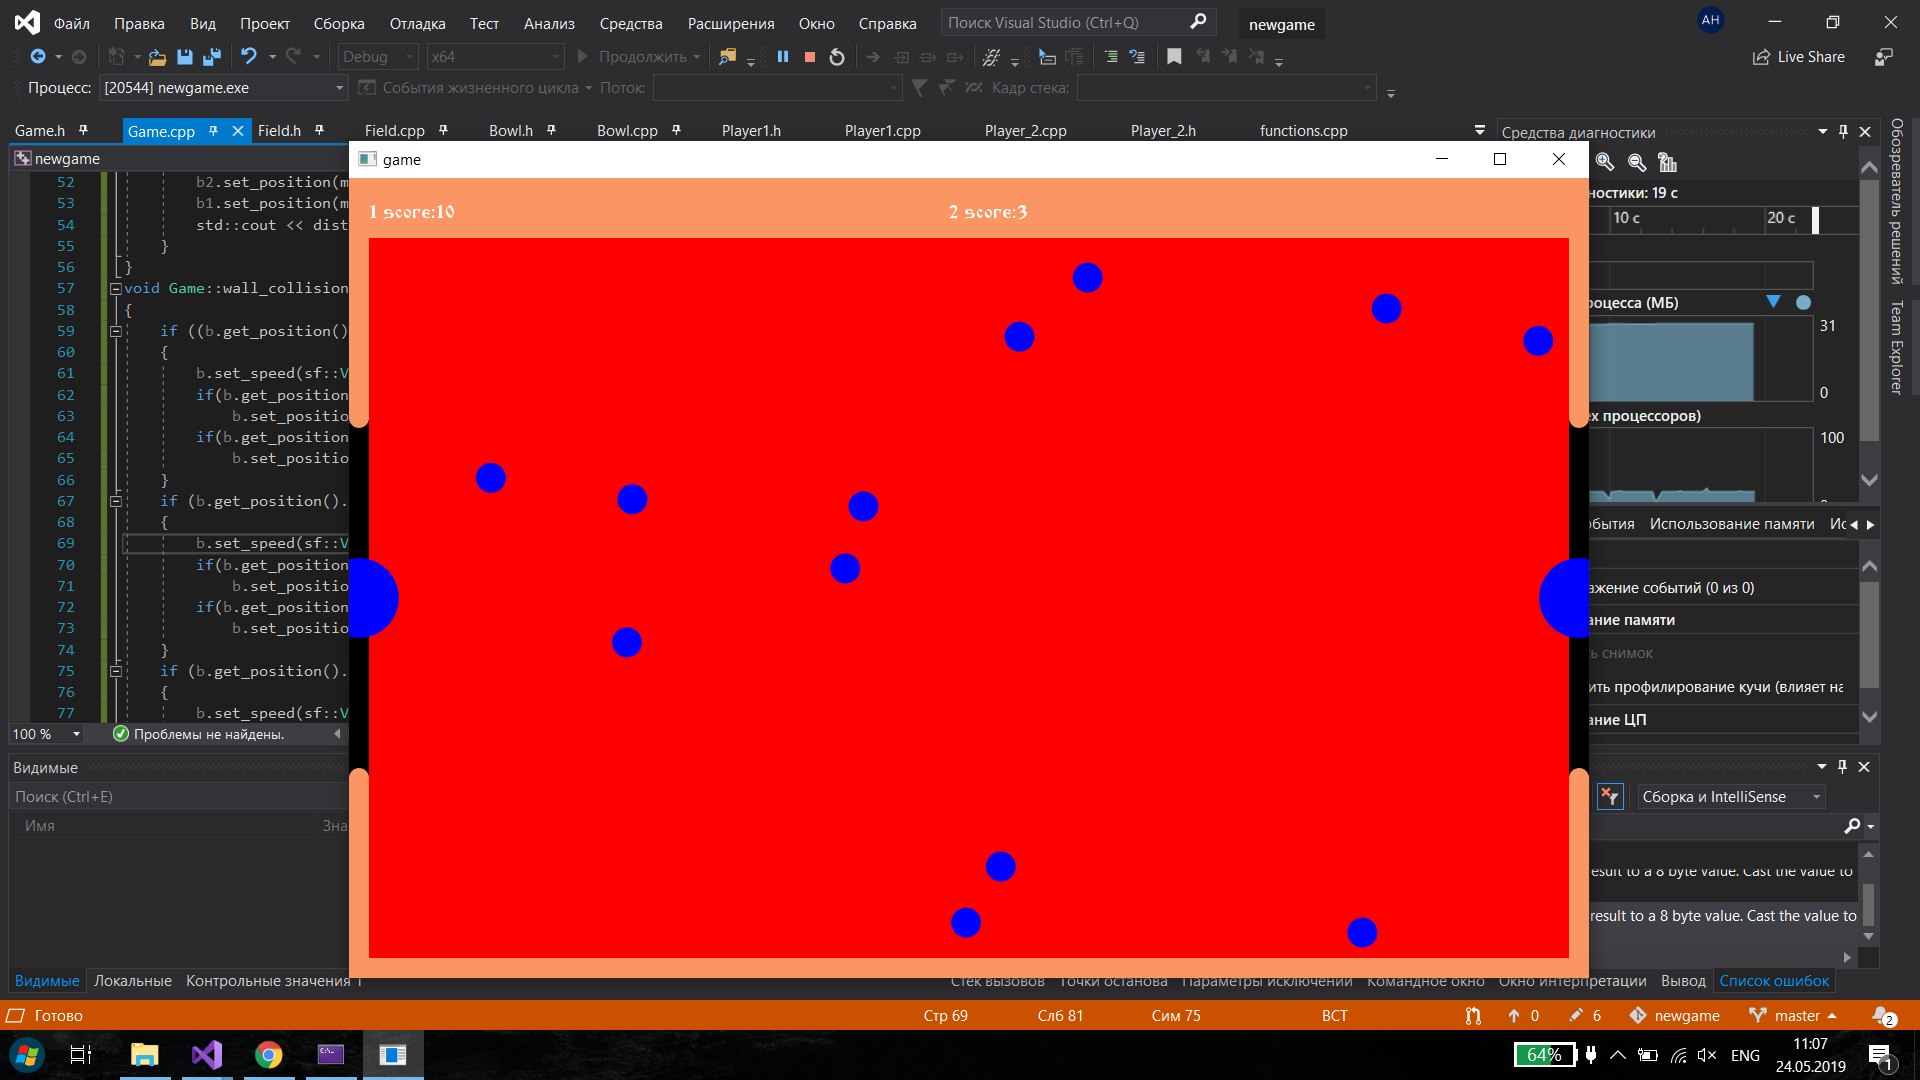 Файл Правка Вид Проект Сборка Отладка Тест Анализ Средства Расширения Окно Справка Поиск Visual Studio (Ctrl+Q) newgame АН
Debug x64 Продолжить Live Share
Процесс: [20544] newgame.exe События жизненного цикла Поток: Кадр стека:
Game.h Game.cpp Field.h Field.cpp Bowl.h Bowl.cpp Player1.h Player1.cpp Player_2.cpp Player_2.h functions.cpp Средства диагностики
newgame
game
1 score:10 2 score:3
52 b2.set_position(m
53 b1.set_position(m
54 std::cout << dist
55 }
56 }
57 void Game::wall_collision
58 {
59 if ((b.get_position()
60 {
61 b.set_speed(sf::V
62 if(b.get_position
63 b.set_positio
64 if(b.get_position
65 b.set_positio
66 }
67 if (b.get_position().
68 {
69 b.set_speed(sf::V
70 if(b.get_position
71 b.set_positio
72 if(b.get_position
73 b.set_positio
74 }
75 if (b.get_position().
76 {
77 b.set_speed(sf::V
100 % Проблемы не найдены.
ностики: 19 с
10 с 20 с
роцесса (МБ)
31
0
ех процессоров)
100
обытия Использование памяти Ис
ажение событий (0 из 0)
ание памяти
ь снимок
ить профилирование кучи (влияет на
ание ЦП
Обозреватель решений
Team Explorer
Видимые
Поиск (Ctrl+E)
Имя Зна
Сборка и IntelliSense
esult to a 8 byte value. Cast the value to
result to a 8 byte value. Cast the value to
Видимые Локальные Контрольные значения 1
Стек вызовов Точки останова Параметры исключений Командное окно Окно интерпретации Вывод Список ошибок
Готово Стр 69 Слб 81 Сим 75 ВСТ 0 6 newgame master 2
64% ENG 11:07
24.05.2019 1